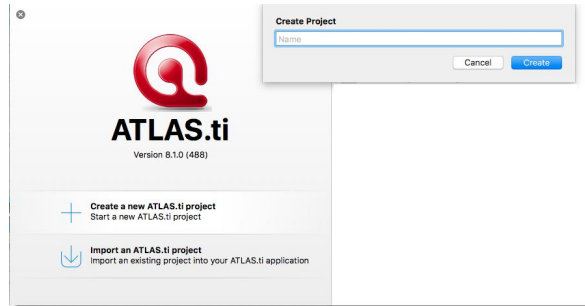 Create Project
Name
Cancel
Create
ATLAS.ti
Version 8.1.0 (488)
Create a new ATLAS.ti project
Start a new ATLAS.ti project
Import an ATLAS.ti project
Import an existing project into your ATLAS.ti application